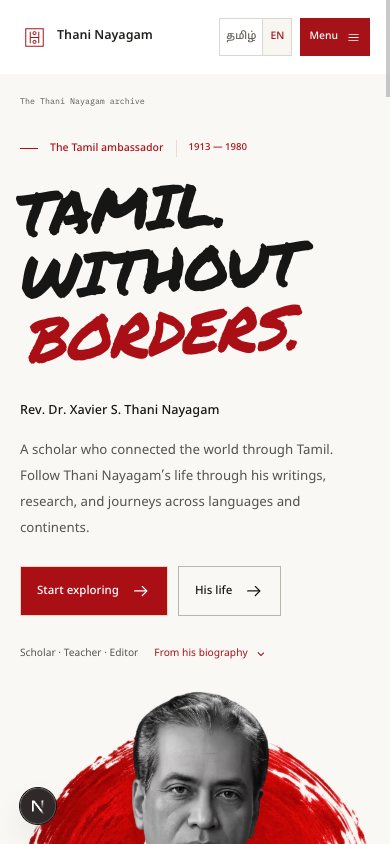 Thani Nayagam
தமிழ் EN
Menu
The Thani Nayagam archive
The Tamil ambassador
1913 — 1980
TAMIL.
WITHOUT
BORDERS.
Rev. Dr. Xavier S. Thani Nayagam
A scholar who connected the world through Tamil.
Follow Thani Nayagam's life through his writings,
research, and journeys across languages and
continents.
Start exploring →
His life →
Scholar · Teacher · Editor
From his biography
N